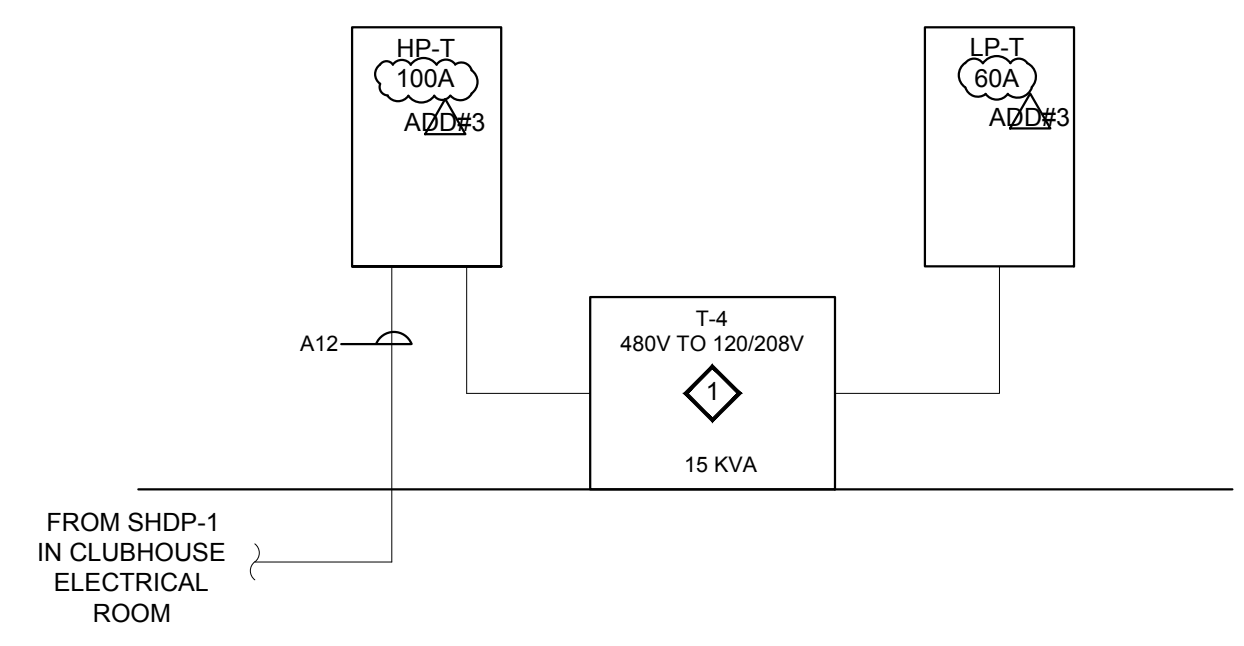 HP-T
100A
ADD#3
LP-T
60A
ADD#3
A12
T-4
480V TO 120/208V
1
15 KVA
FROM SHDP-1
IN CLUBHOUSE
ELECTRICAL
ROOM